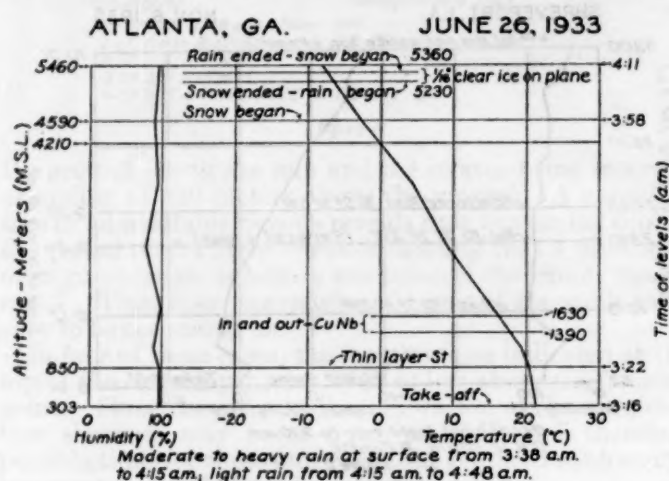 ATLANTA, GA. JUNE 26, 1933
Rain ended - snow began 5360
5460 4:11
1/16" clear ice on plane
Snow ended - rain began 5230
Snow began
4590 3:58
4210
Altitude - Meters (M.S.L.)
Time of levels (a.m.)
In and out - CuNb 1630
1390
Thin layer St
850 3:22
Take-off
303 3:16
0 100 -20 -10 0 10 20 30
Humidity (%) Temperature (°C)
Moderate to heavy rain at surface from 3:38 a.m.
to 4:15 a.m., light rain from 4:15 a.m. to 4:48 a.m.